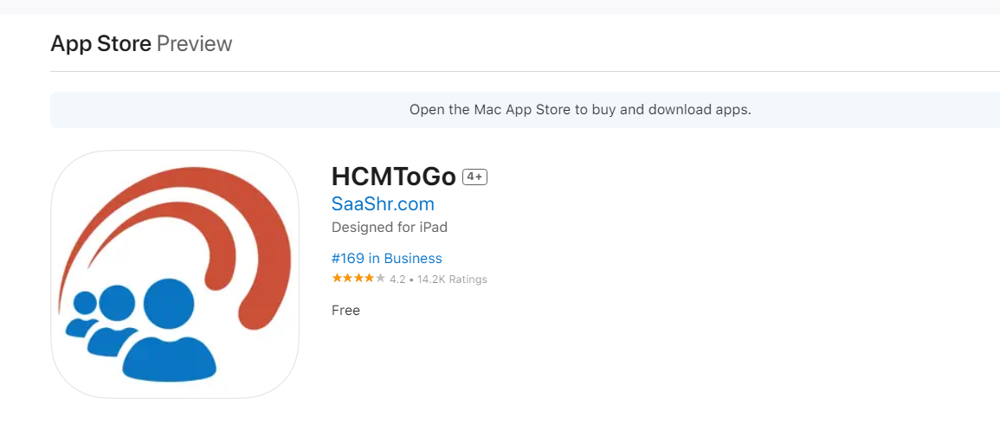 App Store Preview
Open the Mac App Store to buy and download apps.
HCMToGo 4+
SaaShr.com
Designed for iPad
#169 in Business
★★★★★ 4.2 • 14.2K Ratings
Free